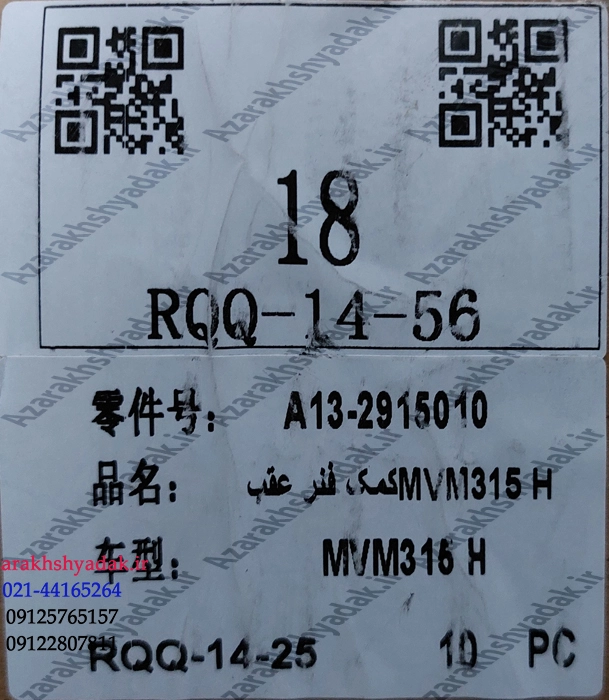 18
RQQ-14-56
零件号: A13-2915010
品名: کمک فنر عقب MVM315 H
车型: MVM315 H
arakhshyadak.ir
021-44165264
09125765157
09122807811
RQQ-14-25 10 PC
Azarakhshyadak.ir